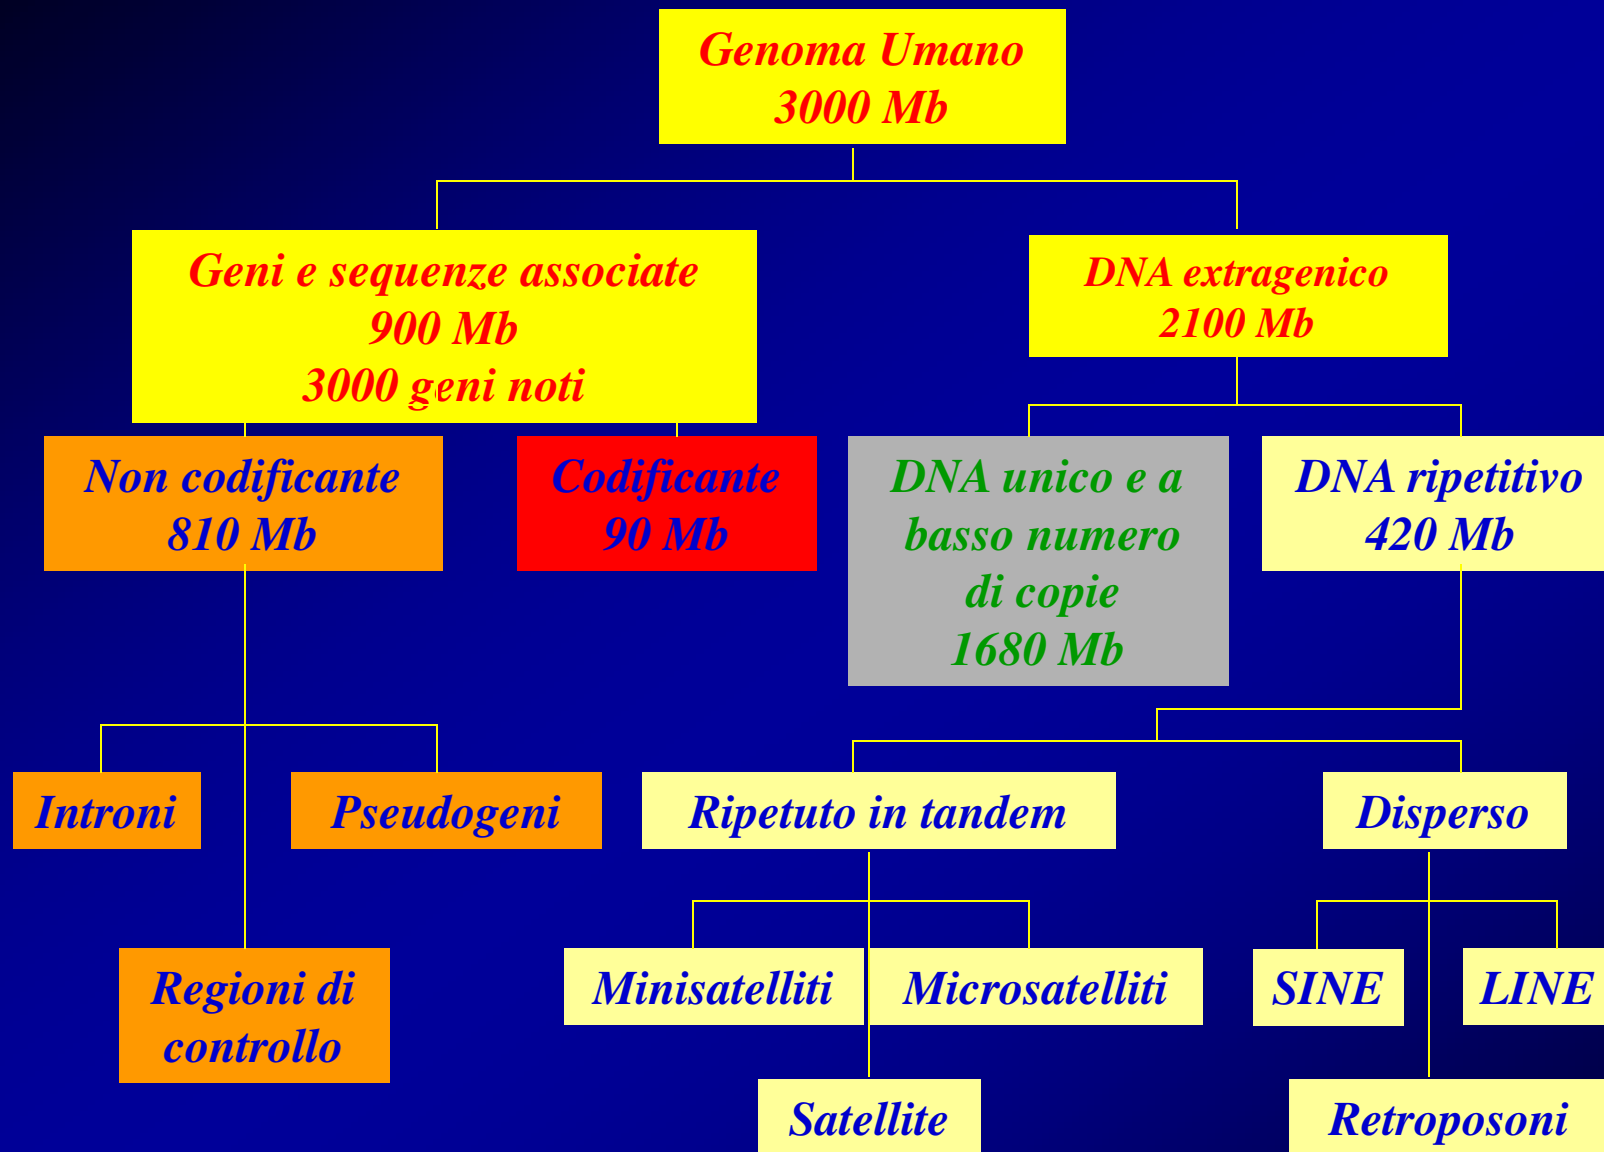 Genoma Umano
3000 Mb
Geni e sequenze associate
900 Mb
3000 geni noti
DNA extragenico
2100 Mb
Non codificante
810 Mb
Codificante
90 Mb
DNA unico e a
basso numero
di copie
1680 Mb
DNA ripetitivo
420 Mb
Introni
Pseudogeni
Ripetuto in tandem
Disperso
Regioni di
controllo
Minisatelliti
Microsatelliti
SINE
LINE
Satellite
Retroposoni